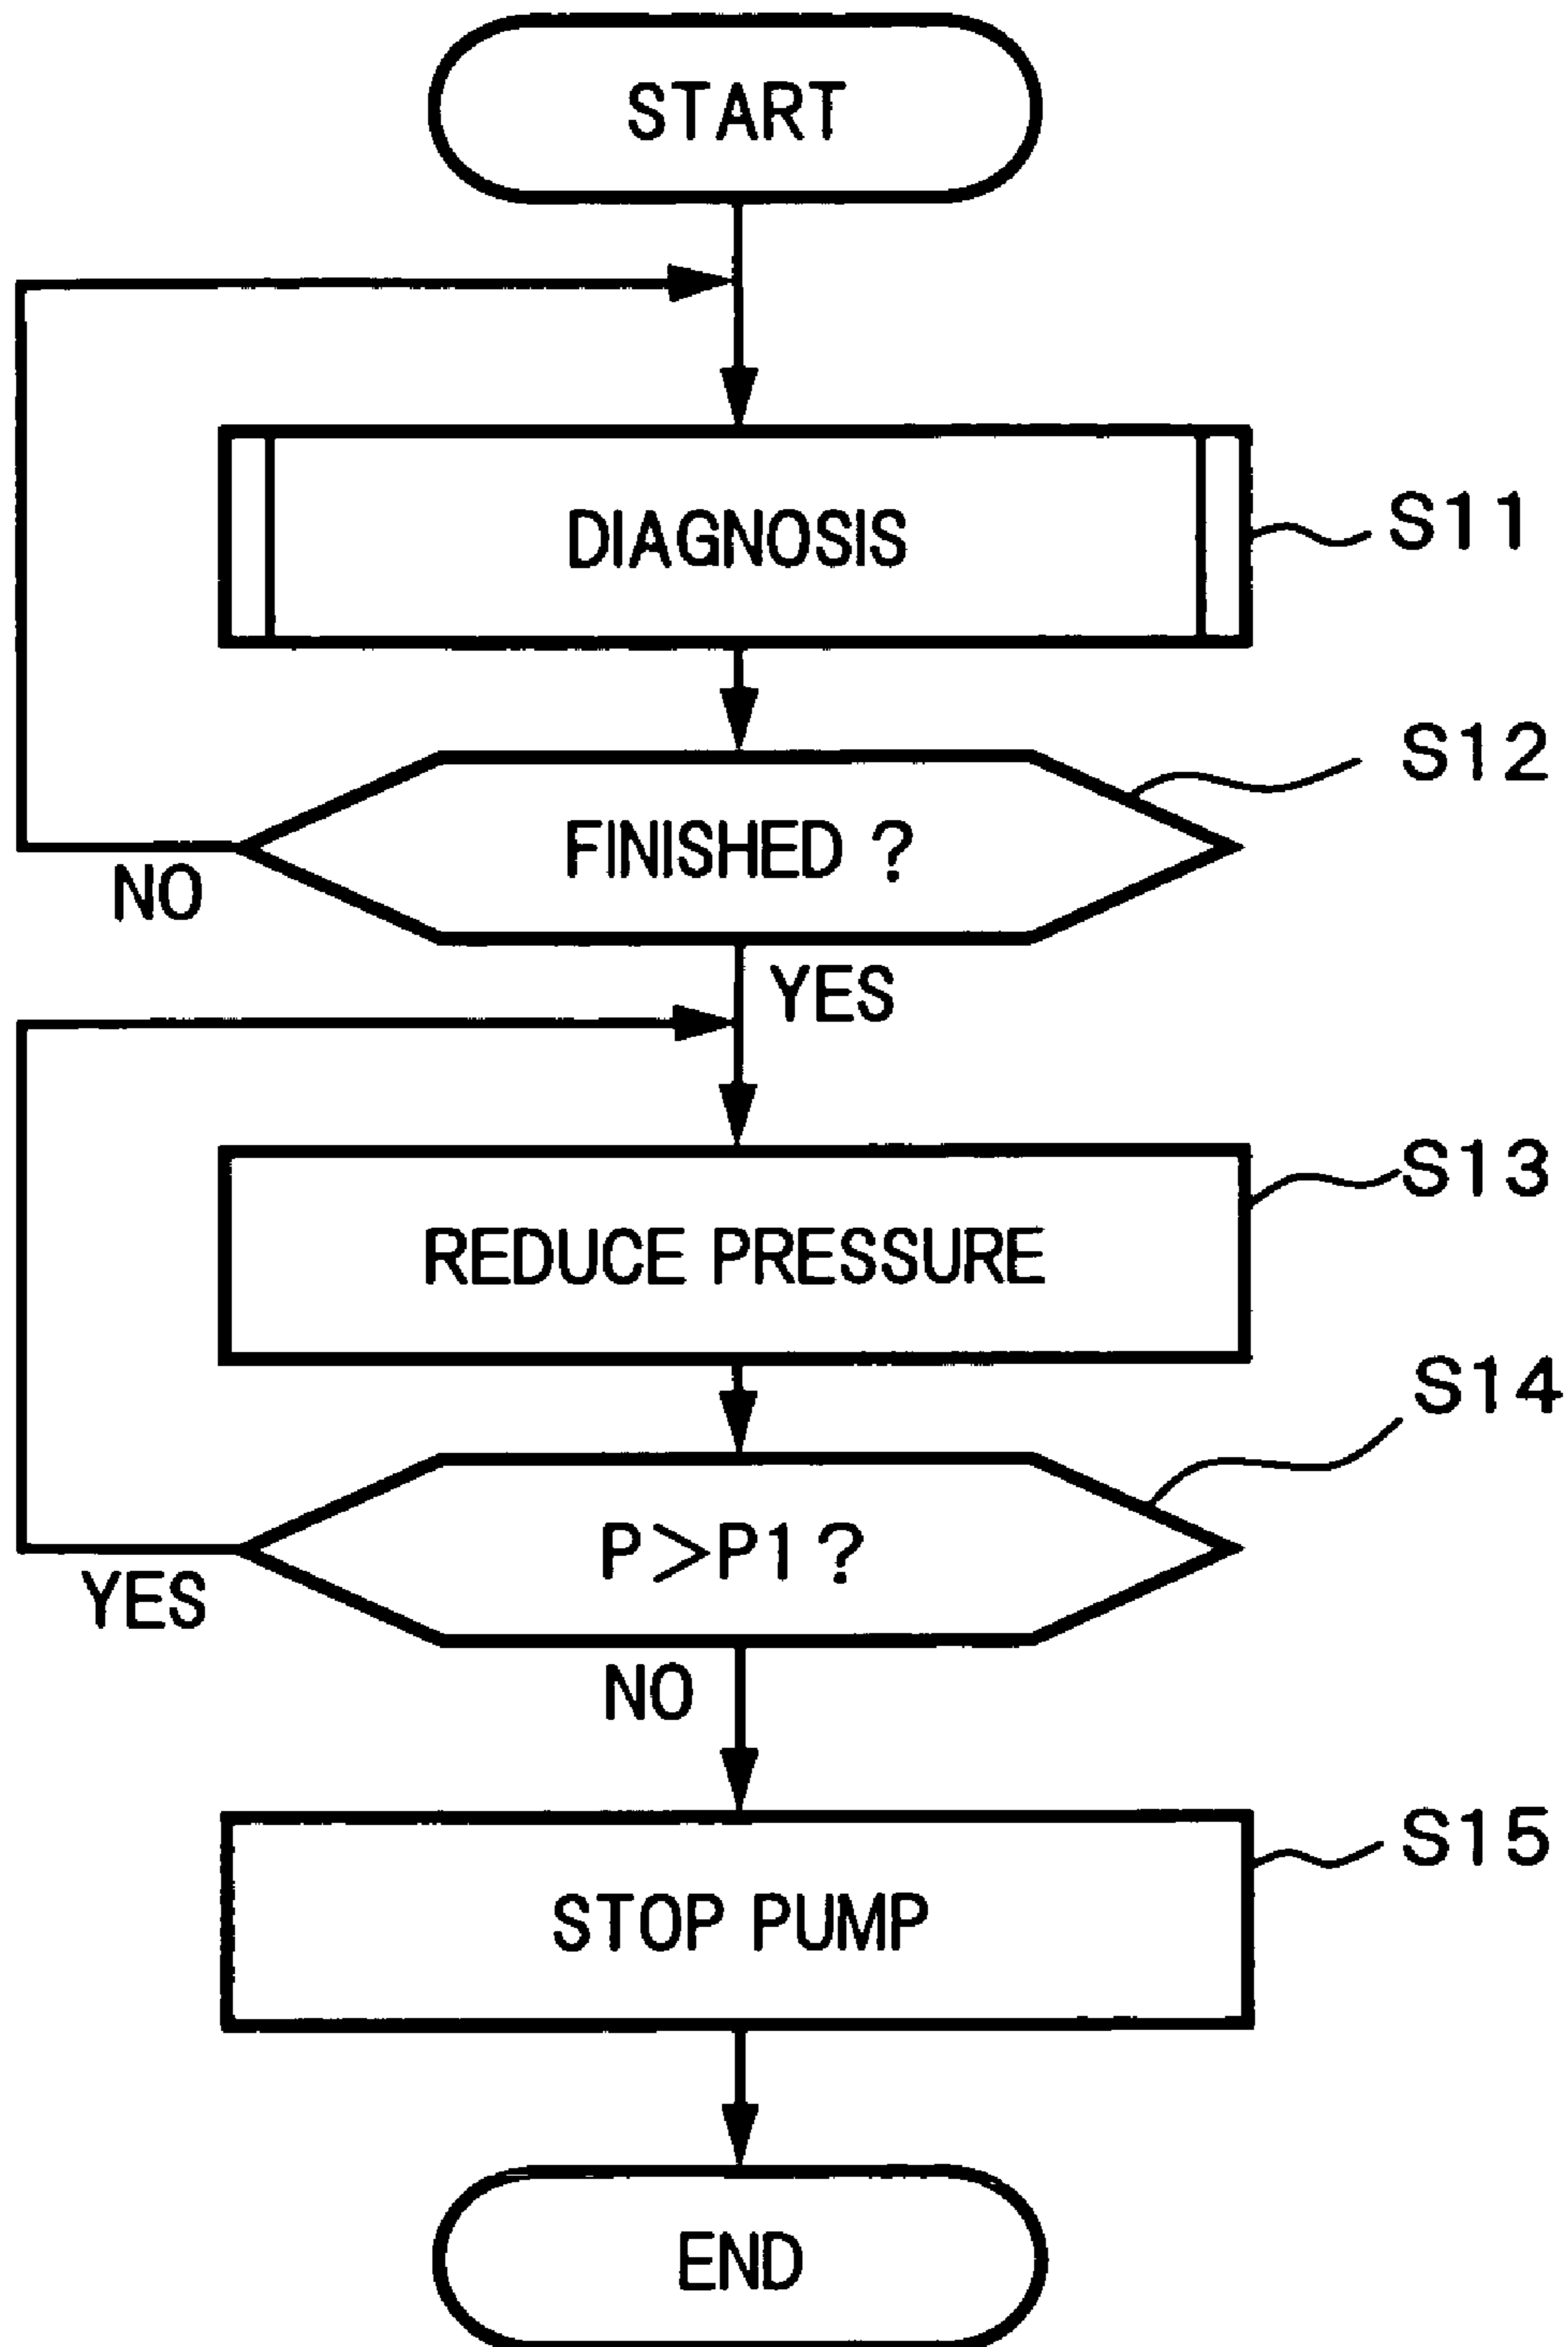 START
DIAGNOSIS
S11
S12
FINISHED ?
NO
YES
S13
REDUCE PRESSURE
S14
P>P1?
YES
NO
S15
STOP PUMP
END